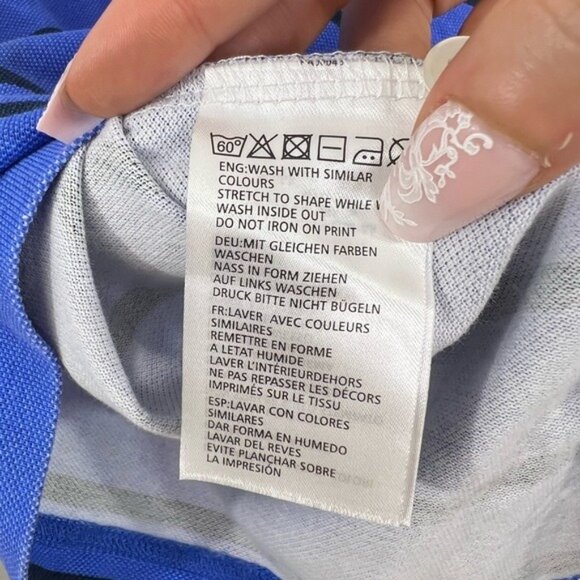 60°
ENG:WASH WITH SIMILAR
COLOURS
STRETCH TO SHAPE WHILE
WASH INSIDE OUT
DO NOT IRON ON PRINT
DEU:MIT GLEICHEN FARBEN
WASCHEN
NASS IN FORM ZIEHEN
AUF LINKS WASCHEN
DRUCK BITTE NICHT BÜGELN
FR:LAVER AVEC COULEURS
SIMILAIRES
REMETTRE EN FORME
A LETAT HUMIDE
LAVER L'INTÉRIEURDEHORS
NE PAS REPASSER LES DÉCORS
IMPRIMÉS SUR LE TISSU
ESP:LAVAR CON COLORES
SIMILARES
DAR FORMA EN HUMEDO
LAVAR DEL REVES
EVITE PLANCHAR SOBRE
LA IMPRESIÓN